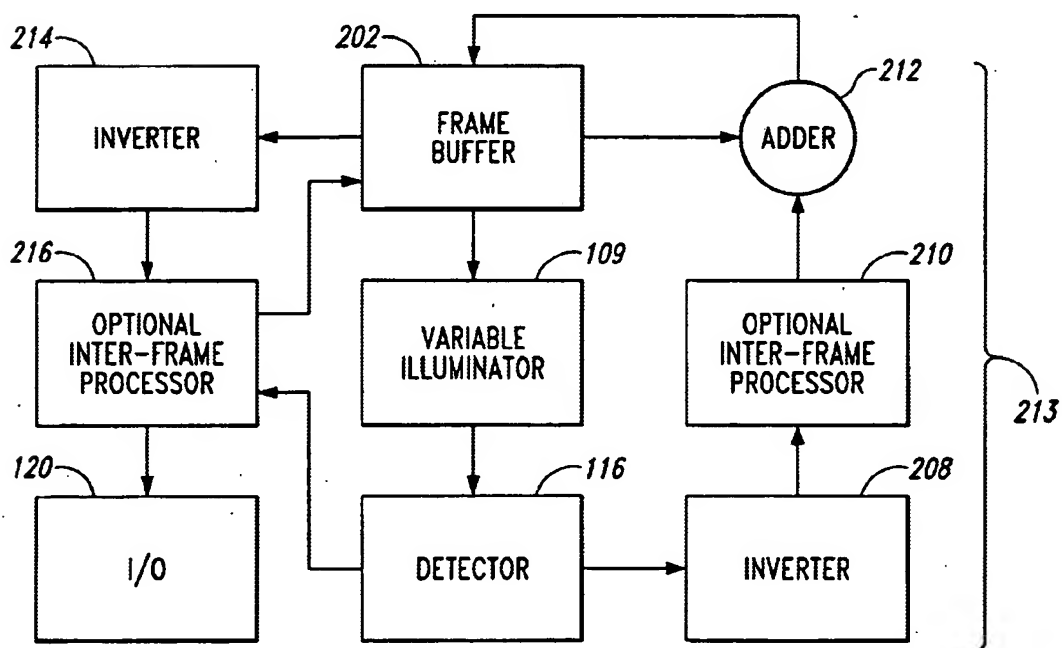 214
202
212
INVERTER
FRAME
BUFFER
ADDER
216
109
210
OPTIONAL
INTER-FRAME
PROCESSOR
VARIABLE
ILLUMINATOR
OPTIONAL
INTER-FRAME
PROCESSOR
213
120
116
208
I/O
DETECTOR
INVERTER